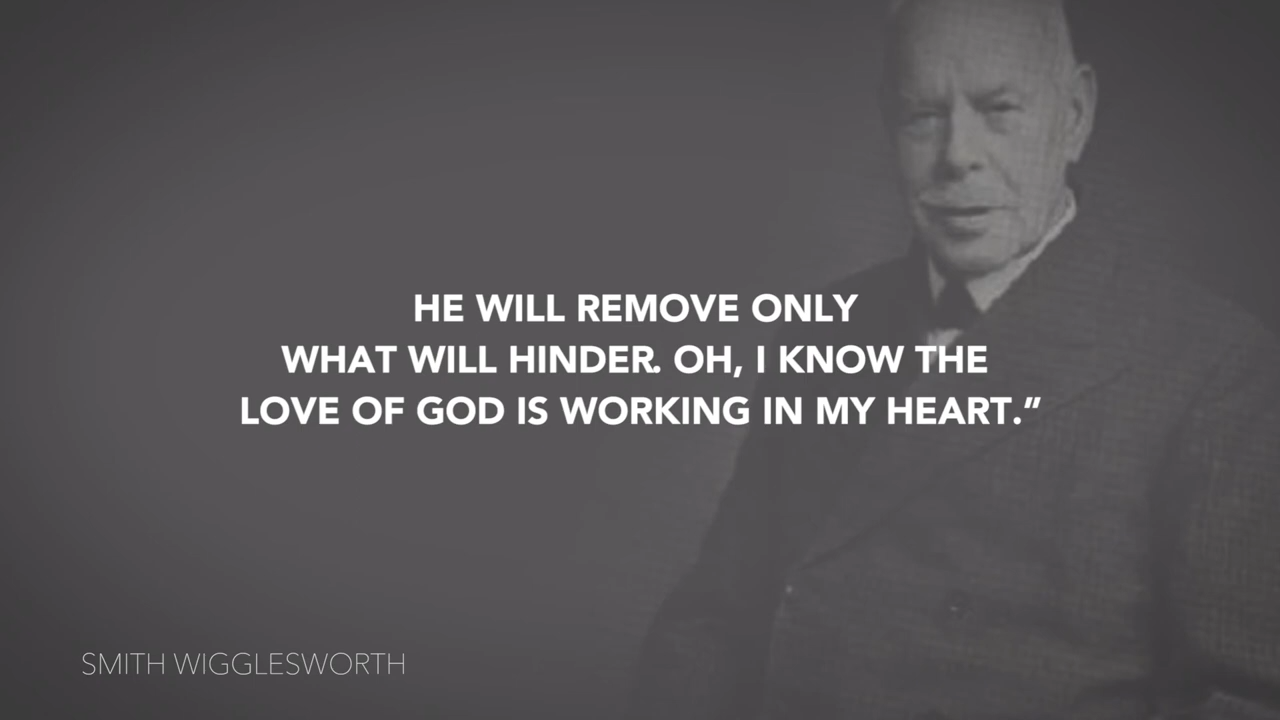 HE WILL REMOVE ONLY
WHAT WILL HINDER. OH, I KNOW THE
LOVE OF GOD IS WORKING IN MY HEART.”
SMITH WIGGLESWORTH